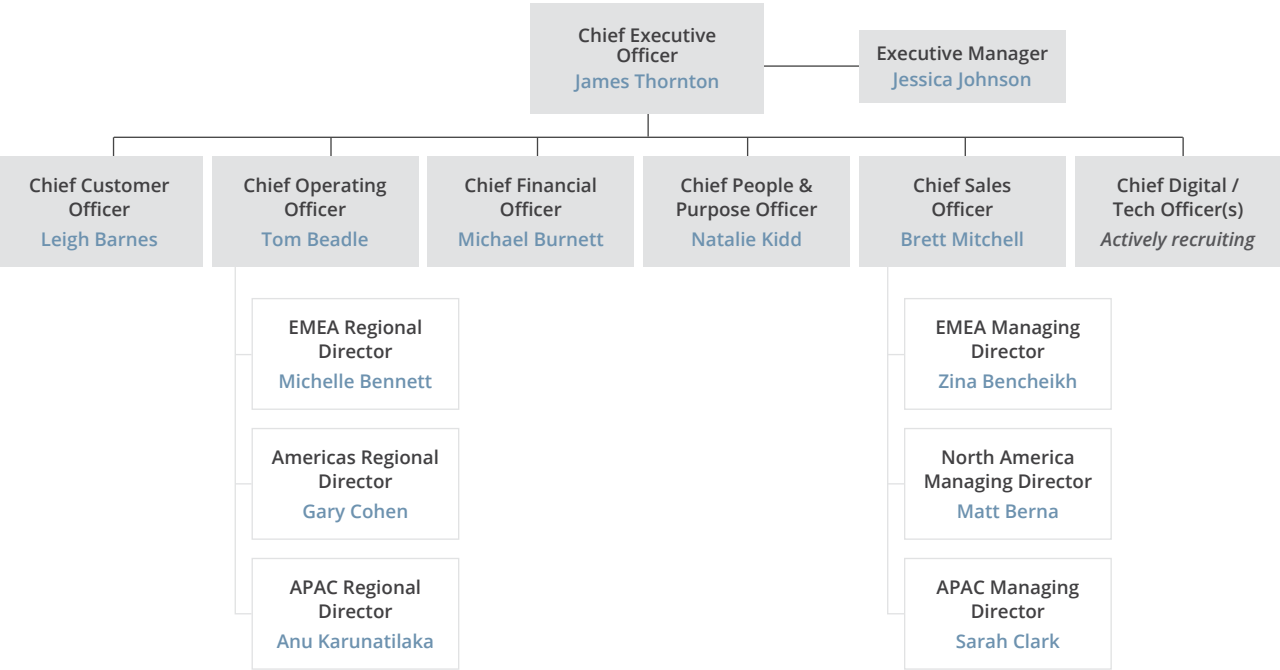 Chief Executive
Officer
James Thornton
Executive Manager
Jessica Johnson
Chief Customer
Officer
Leigh Barnes
Chief Operating
Officer
Tom Beadle
Chief Financial
Officer
Michael Burnett
Chief People &
Purpose Officer
Natalie Kidd
Chief Sales
Officer
Brett Mitchell
Chief Digital /
Tech Officer(s)
Actively recruiting
EMEA Regional
Director
Michelle Bennett
Americas Regional
Director
Gary Cohen
APAC Regional
Director
Anu Karunatilaka
EMEA Managing
Director
Zina Bencheikh
North America
Managing Director
Matt Berna
APAC Managing
Director
Sarah Clark